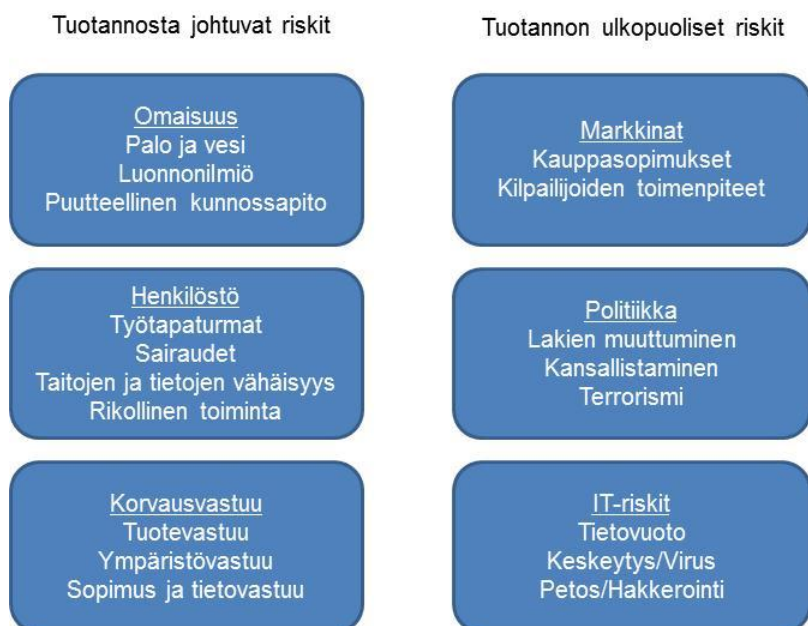 Tuotannosta johtuvat riskit
Omaisuus
Palo ja vesi
Luonnonilmiö
Puutteellinen kunnossapito
Henkilöstö
Työtapaturmat
Sairaudet
Taitojen ja tietojen vähäisyys
Rikollinen toiminta
Korvausvastuu
Tuotevastuu
Ympäristövastuu
Sopimus ja tietovastuu
Tuotannon ulkopuoliset riskit
Markkinat
Kauppasopimukset
Kilpailijoiden toimenpiteet
Politiikka
Lakien muuttuminen
Kansallistaminen
Terrorismi
IT-riskit
Tietovuoto
Keskeytys/Virus
Petos/Hakkerointi